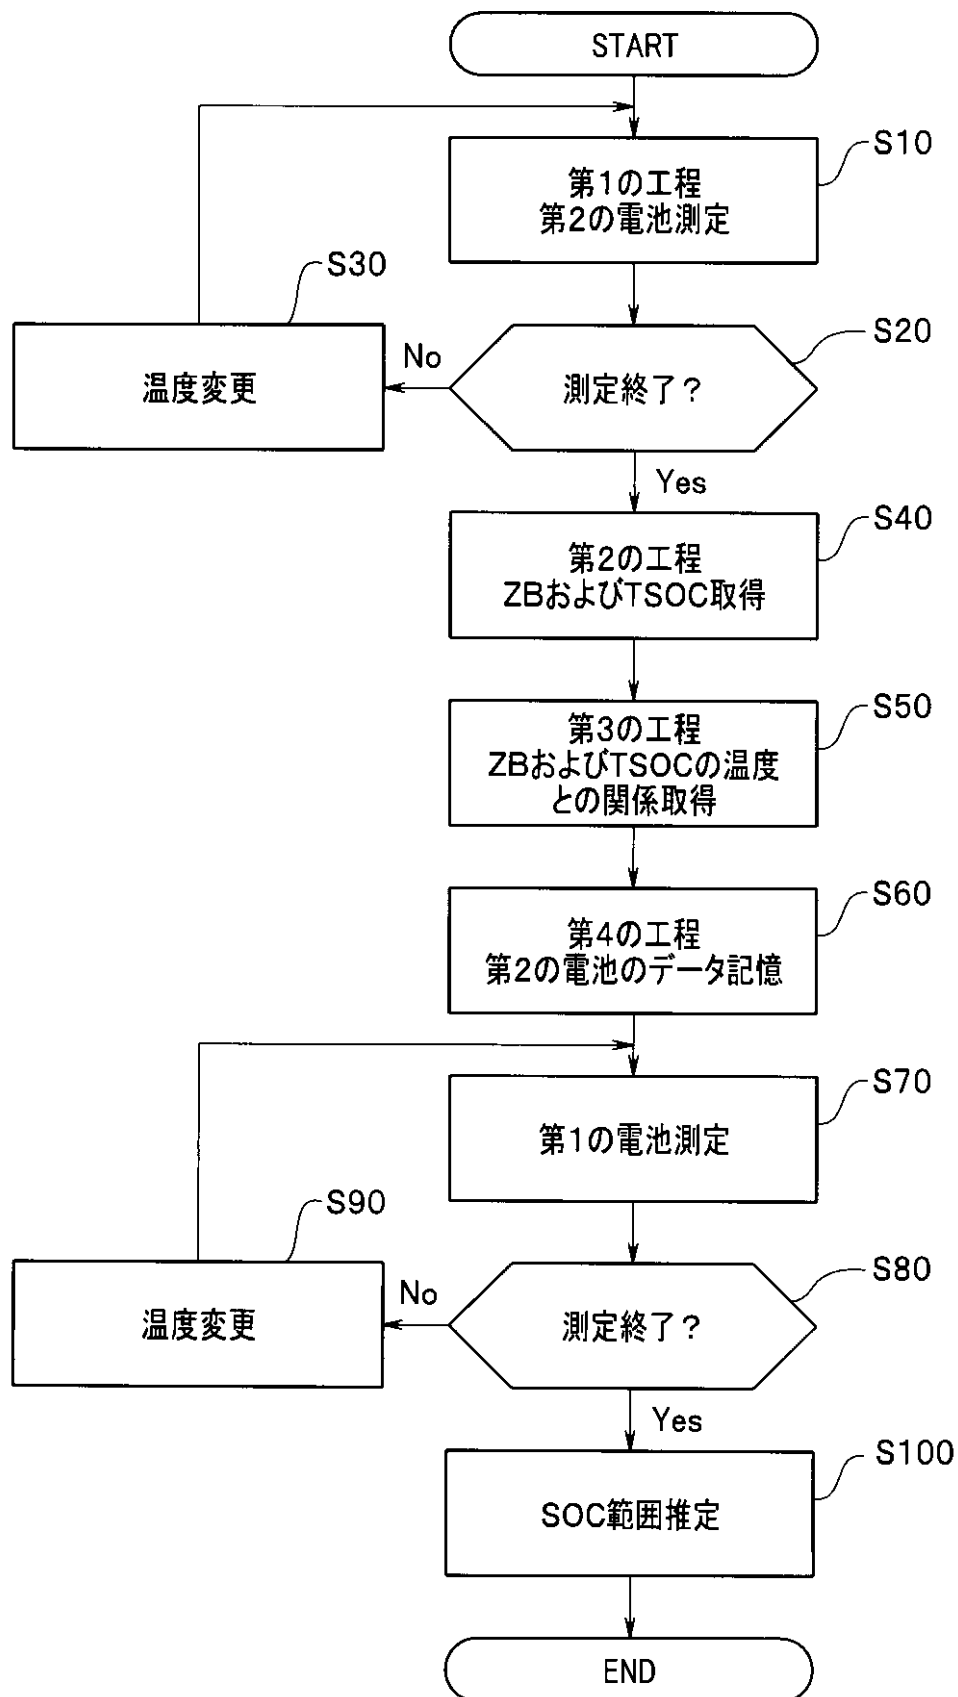 START
S10
第1の工程
第2の電池測定
S30
温度変更
S20
No
測定終了？
Yes
S40
第2の工程
ZBおよびTSOC取得
S50
第3の工程
ZBおよびTSOCの温度
との関係取得
S60
第4の工程
第2の電池のデータ記憶
S70
第1の電池測定
S90
温度変更
S80
No
測定終了？
Yes
S100
SOC範囲推定
END